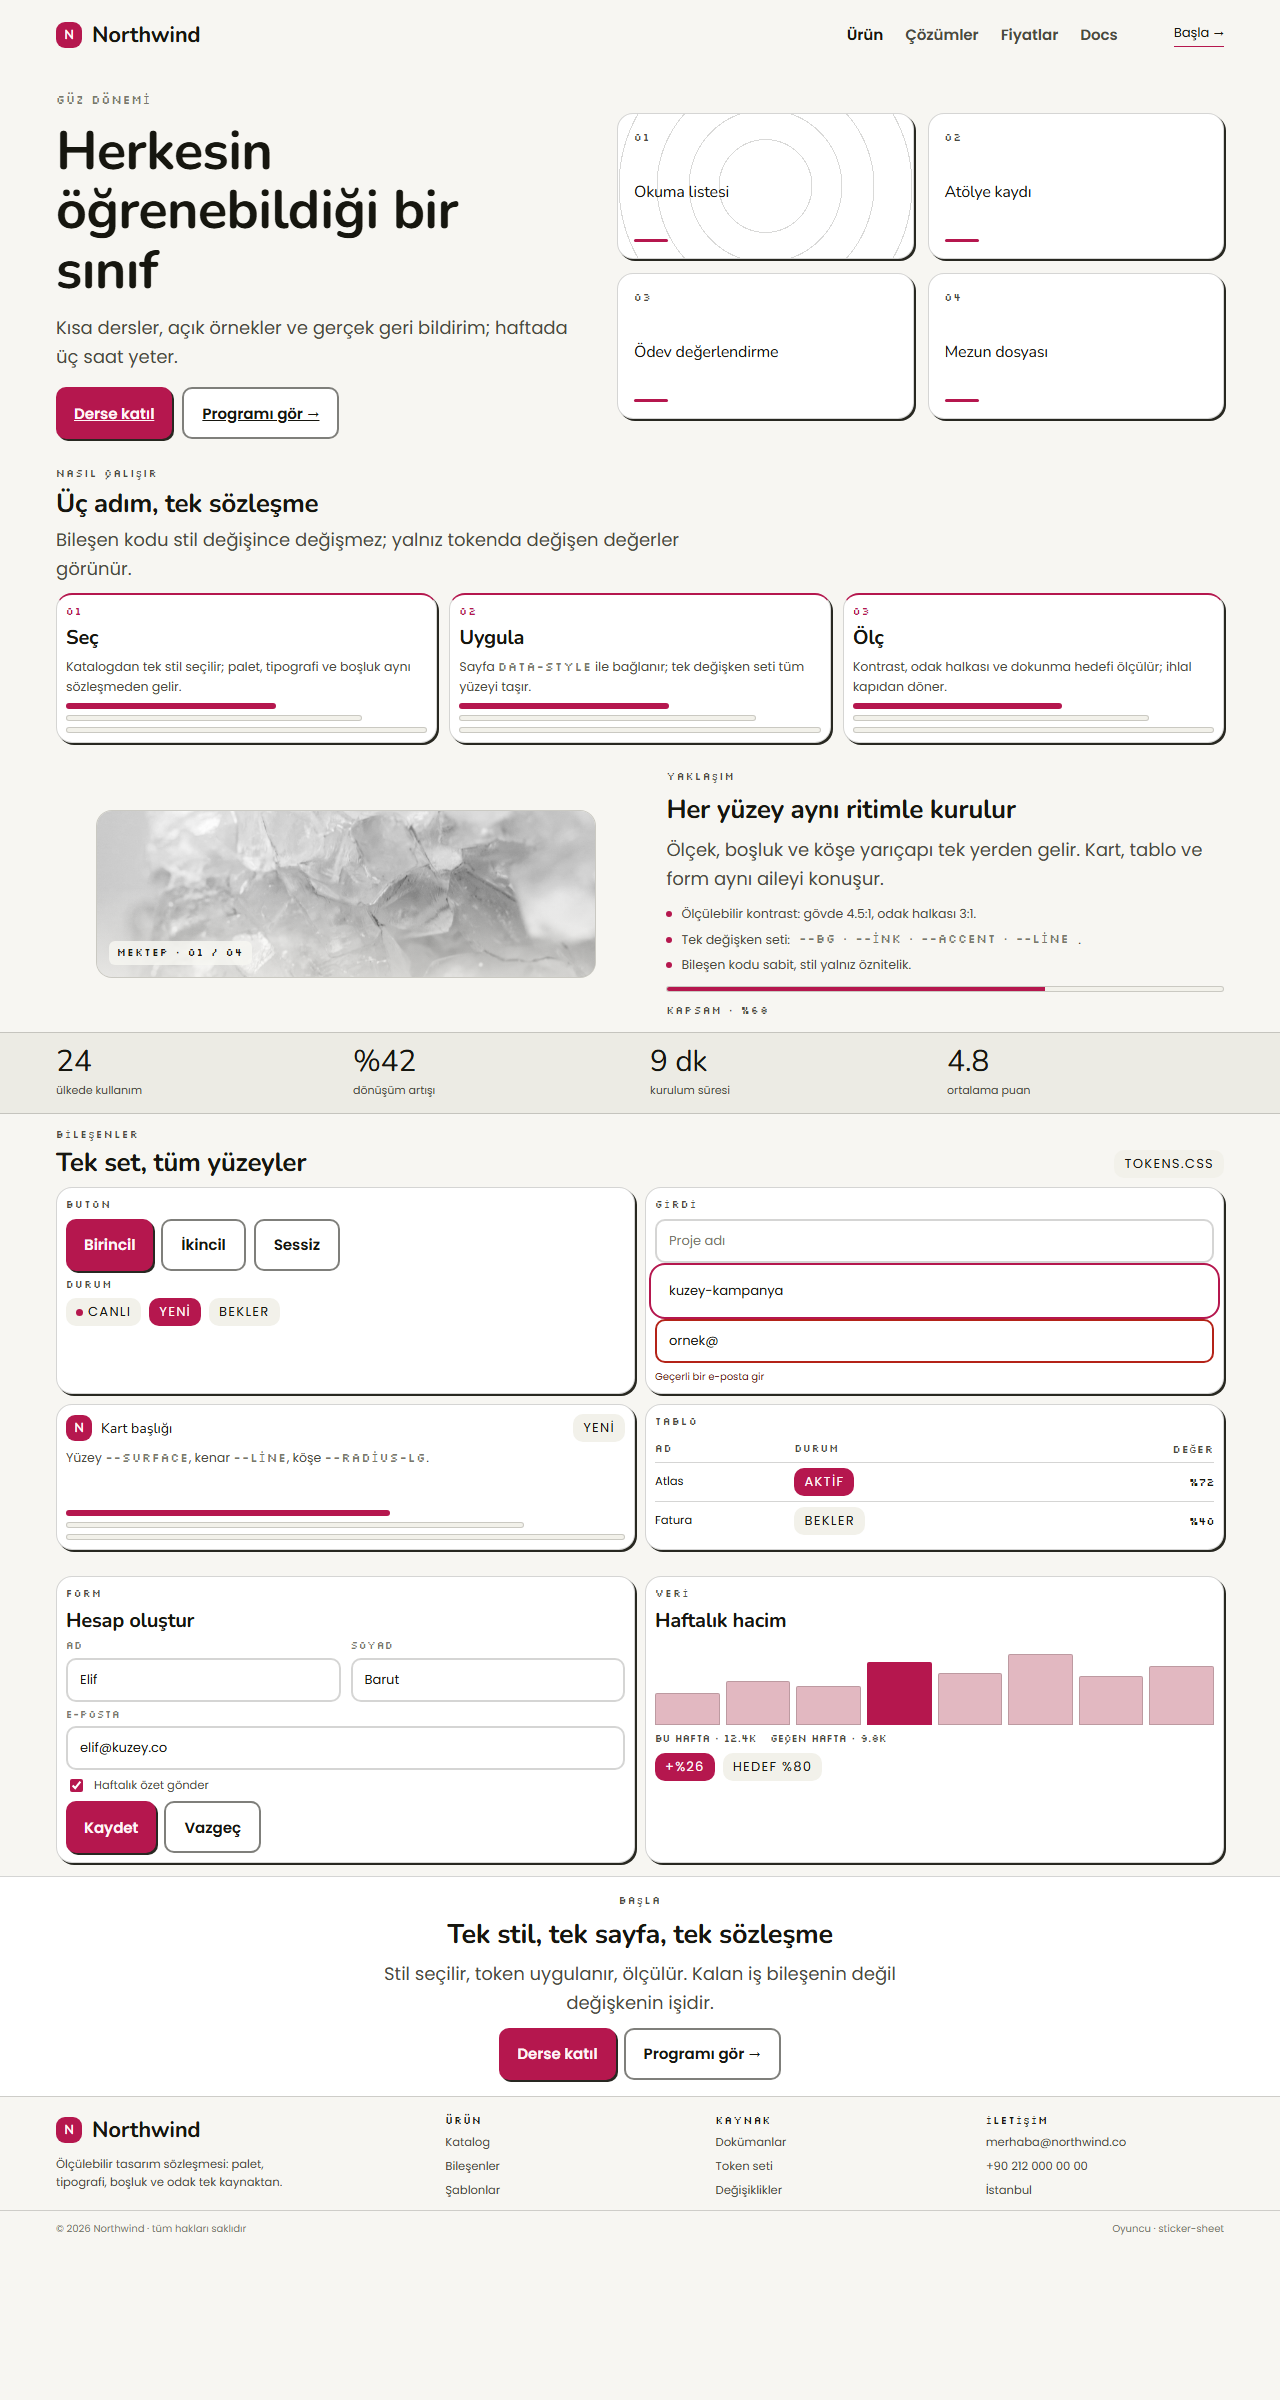 N Northwind
Ürün Çözümler Fiyatlar Docs Başla →
GÜZ DÖNEMİ
Herkesin
öğrenebildiği bir
sınıf
Kısa dersler, açık örnekler ve gerçek geri bildirim; haftada
üç saat yeter.
Derse katıl Programı gör →
01
Okuma listesi
02
Atölye kaydı
03
Ödev değerlendirme
04
Mezun dosyası
NASIL ÇALIŞIR
Üç adım, tek sözleşme
Bileşen kodu stil değişince değişmez; yalnız tokenda değişen değerler
görünür.
01
Seç
Katalogdan tek stil seçilir; palet, tipografi ve boşluk aynı
sözleşmeden gelir.
02
Uygula
Sayfa DATA-STYLE ile bağlanır; tek değişken seti tüm
yüzeyi taşır.
03
Ölç
Kontrast, odak halkası ve dokunma hedefi ölçülür; ihlal
kapıdan döner.
MEKTEP · 01 / 04
YAKLAŞIM
Her yüzey aynı ritimle kurulur
Ölçek, boşluk ve köşe yarıçapı tek yerden gelir. Kart, tablo ve
form aynı aileyi konuşur.
Ölçülebilir kontrast: gövde 4.5:1, odak halkası 3:1.
Tek değişken seti: --BG · --İNK · --ACCENT · --LİNE .
Bileşen kodu sabit, stil yalnız öznitelik.
KAPSAM · %68
24
ülkede kullanım
%42
dönüşüm artışı
9 dk
kurulum süresi
4.8
ortalama puan
BİLEŞENLER
Tek set, tüm yüzeyler
TOKENS.CSS
BUTON
Birincil İkincil Sessiz
DURUM
CANLI YENİ BEKLER
GİRDİ
Proje adı
kuzey-kampanya
ornek@
Geçerli bir e-posta gir
N Kart başlığı YENİ
Yüzey --SURFACE, kenar --LİNE, köşe --RADİUS-LG.
TABLO
AD DURUM DEĞER
Atlas AKTİF %72
Fatura BEKLER %40
FORM
Hesap oluştur
AD SOYAD
Elif Barut
E-POSTA
elif@kuzey.co
Haftalık özet gönder
Kaydet Vazgeç
VERİ
Haftalık hacim
BU HAFTA · 12.4K GEÇEN HAFTA · 9.8K
+%26 HEDEF %80
BAŞLA
Tek stil, tek sayfa, tek sözleşme
Stil seçilir, token uygulanır, ölçülür. Kalan iş bileşenin değil
değişkenin işidir.
Derse katıl Programı gör →
N Northwind
Ölçülebilir tasarım sözleşmesi: palet,
tipografi, boşluk ve odak tek kaynaktan.
ÜRÜN
Katalog
Bileşenler
Şablonlar
KAYNAK
Dokümanlar
Token seti
Değişiklikler
İLETİŞİM
merhaba@northwind.co
+90 212 000 00 00
İstanbul
© 2026 Northwind · tüm hakları saklıdır
Oyuncu · sticker-sheet